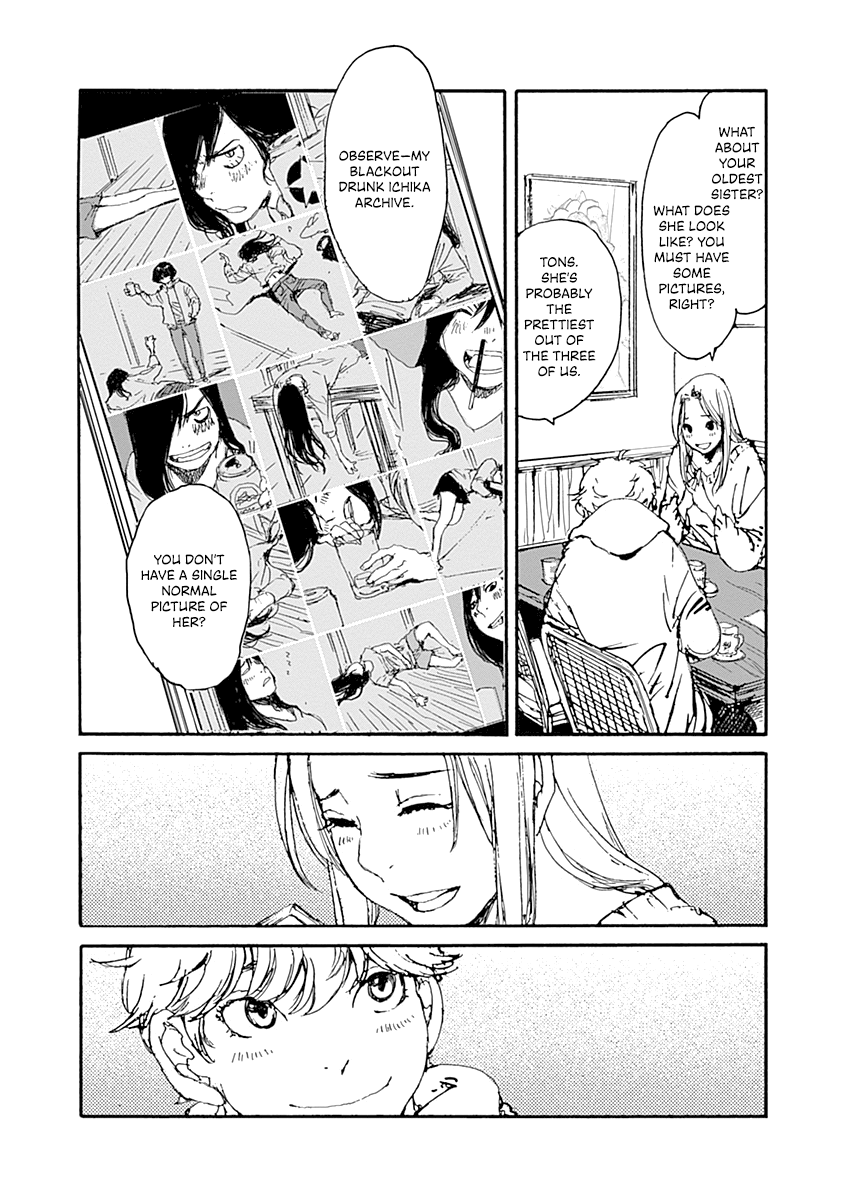 WHAT
ABOUT
YOUR
OLDEST
SISTER?
WHAT DOES
SHE LOOK
LIKE? YOU
MUST HAVE
SOME
PICTURES,
RIGHT?
TONS.
SHE'S
PROBABLY
THE
PRETTIEST
OUT OF
THE THREE
OF US.
OBSERVE—MY
BLACKOUT
DRUNK ICHIKA
ARCHIVE.
YOU DON'T
HAVE A SINGLE
NORMAL
PICTURE OF
HER?